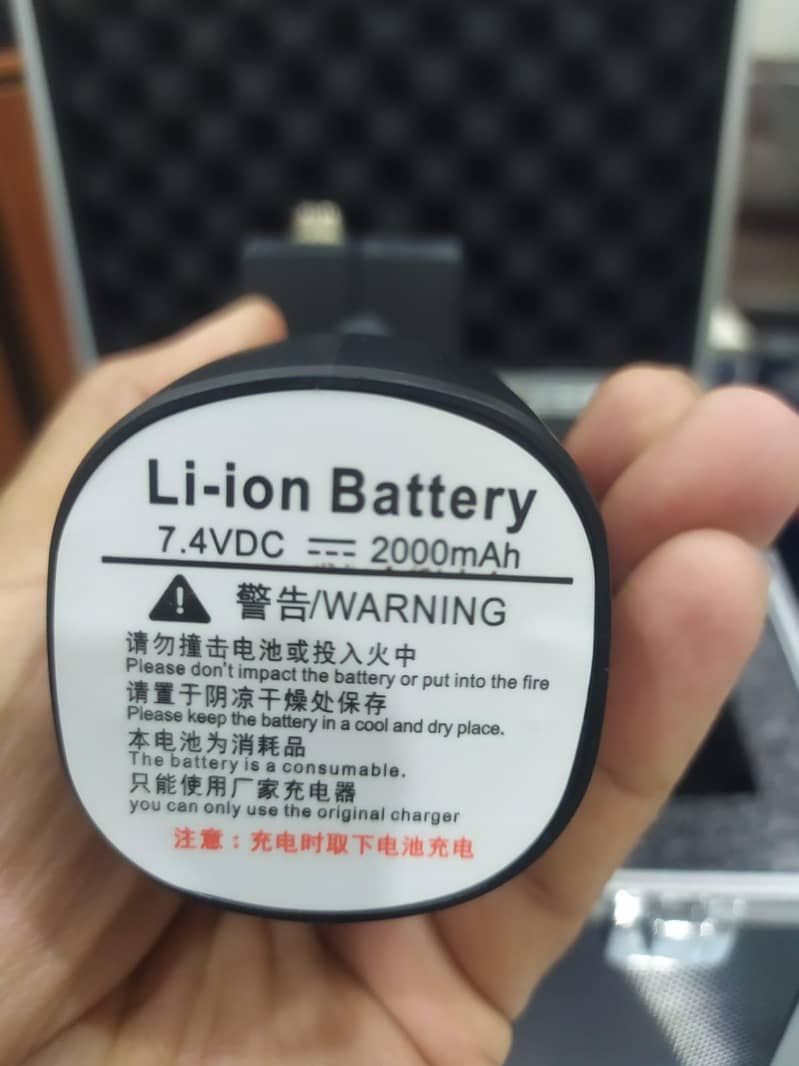 Li-ion Battery
7.4VDC ⎓ 2000mAh
警告/WARNING
请勿撞击电池或投入火中
Please don't impact the battery or put into the fire
请置于阴凉干燥处保存
Please keep the battery in a cool and dry place.
本电池为消耗品
The battery is a consumable.
只能使用厂家充电器
you can only use the original charger
注意：充电时取下电池充电